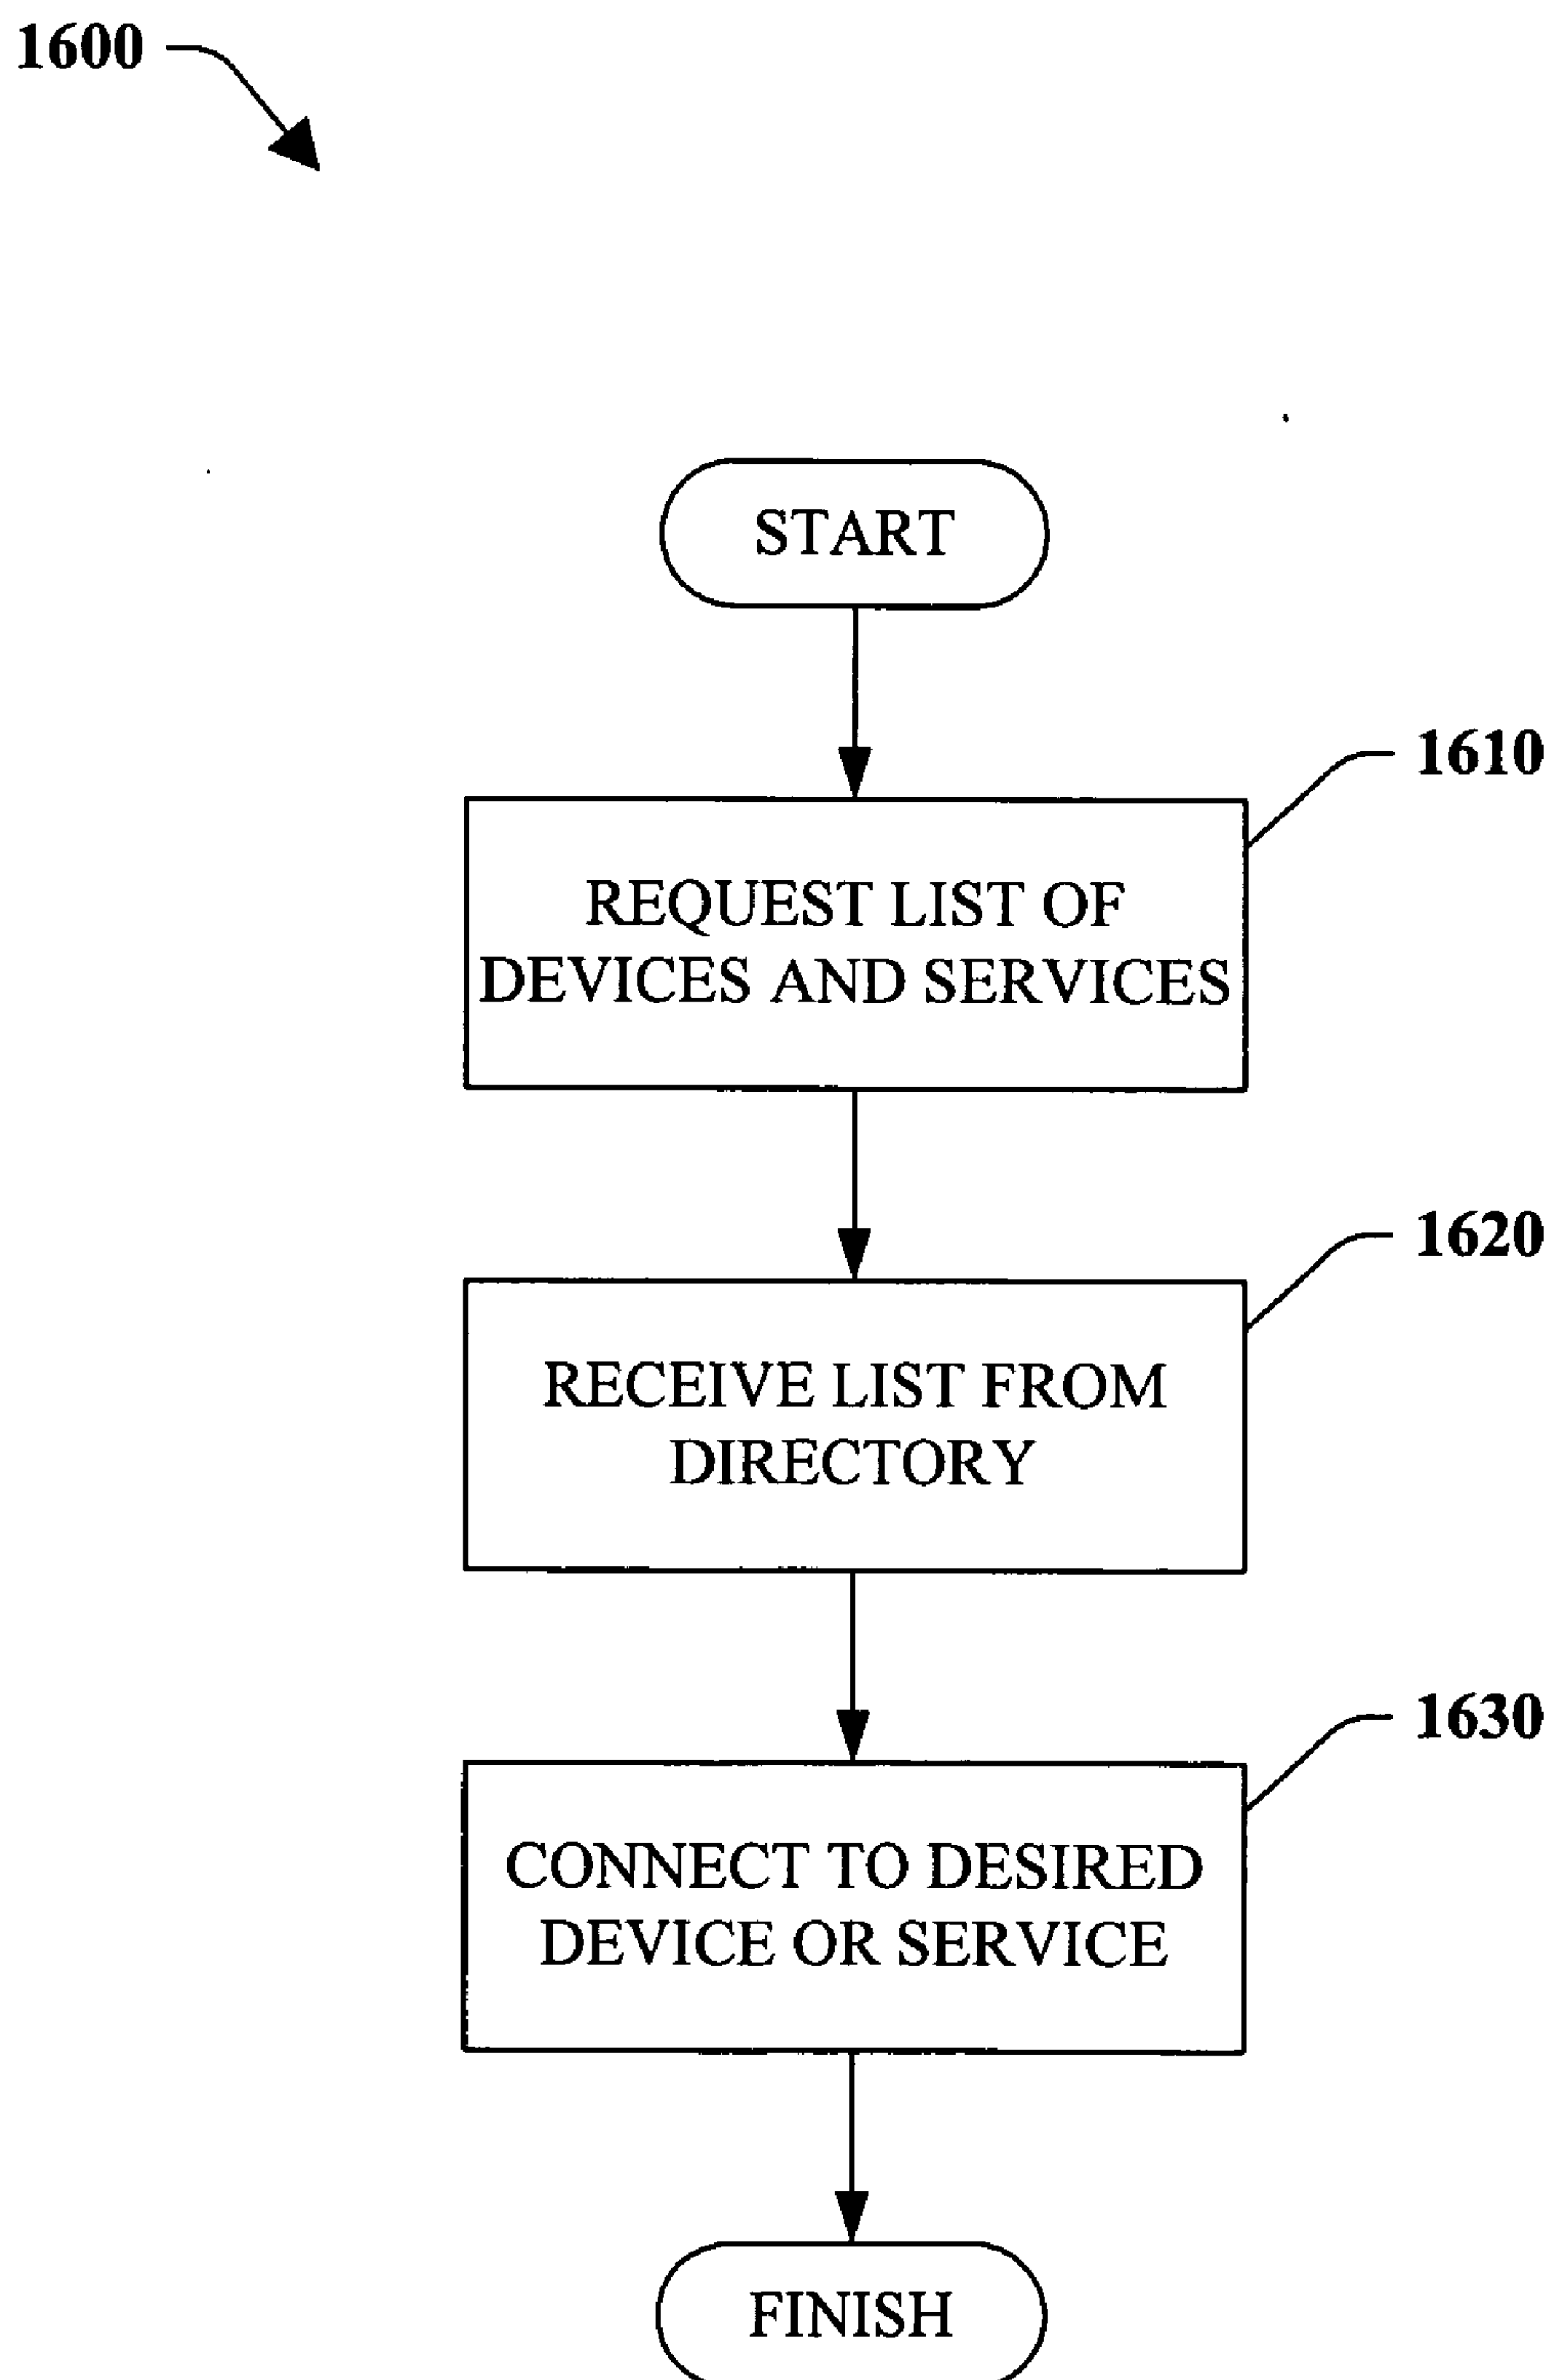 1600
START
1610
REQUEST LIST OF
DEVICES AND SERVICES
1620
RECEIVE LIST FROM
DIRECTORY
1630
CONNECT TO DESIRED
DEVICE OR SERVICE
FINISH